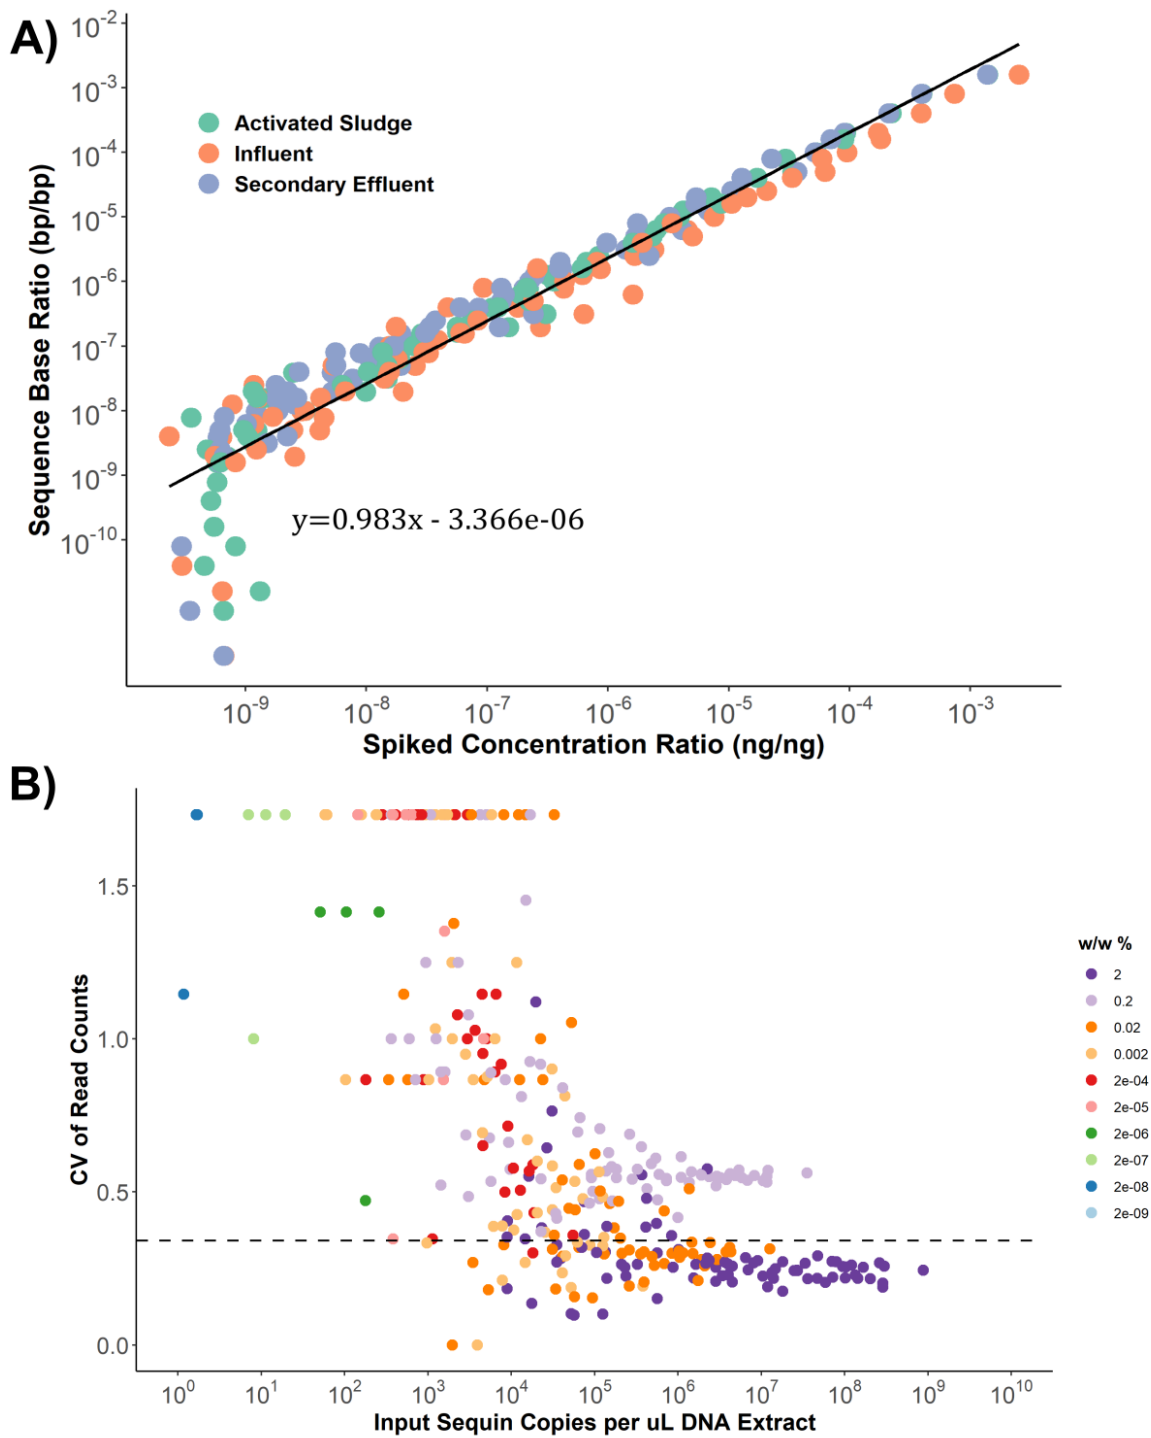 A)
10^-2
10^-3
10^-4
10^-5
10^-6
10^-7
10^-8
10^-9
10^-10
Sequence Base Ratio (bp/bp)
Activated Sludge
Influent
Secondary Effluent
y=0.983x - 3.366e-06
10^-9 10^-8 10^-7 10^-6 10^-5 10^-4 10^-3
Spiked Concentration Ratio (ng/ng)
B)
1.5
1.0
0.5
0.0
CV of Read Counts
w/w %
2
0.2
0.02
0.002
2e-04
2e-05
2e-06
2e-07
2e-08
2e-09
10^0 10^1 10^2 10^3 10^4 10^5 10^6 10^7 10^8 10^9 10^10
Input Sequin Copies per uL DNA Extract